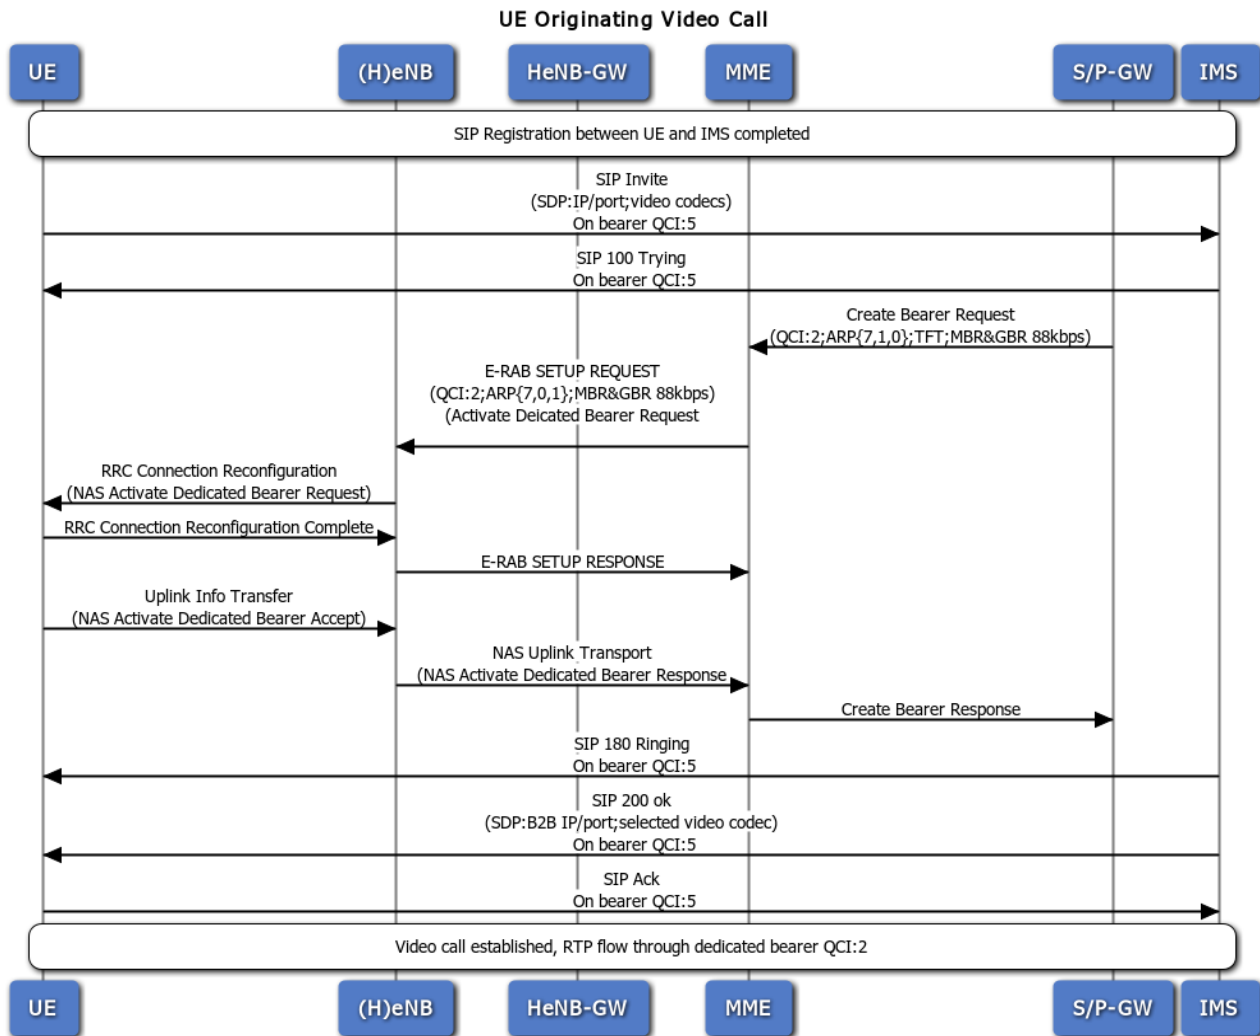 UE Originating Video Call
UE (H)eNB HeNB-GW MME S/P-GW IMS
SIP Registration between UE and IMS completed
SIP Invite
(SDP:IP/port;video codecs)
On bearer QCI:5
SIP 100 Trying
On bearer QCI:5
Create Bearer Request
(QCI:2;ARP{7,1,0};TFT;MBR&GBR 88kbps)
E-RAB SETUP REQUEST
(QCI:2;ARP{7,0,1};MBR&GBR 88kbps)
(Activate Deicated Bearer Request
RRC Connection Reconfiguration
(NAS Activate Dedicated Bearer Request)
RRC Connection Reconfiguration Complete
E-RAB SETUP RESPONSE
Uplink Info Transfer
(NAS Activate Dedicated Bearer Accept)
NAS Uplink Transport
(NAS Activate Dedicated Bearer Response
Create Bearer Response
SIP 180 Ringing
On bearer QCI:5
SIP 200 ok
(SDP:B2B IP/port;selected video codec)
On bearer QCI:5
SIP Ack
On bearer QCI:5
Video call established, RTP flow through dedicated bearer QCI:2
UE (H)eNB HeNB-GW MME S/P-GW IMS